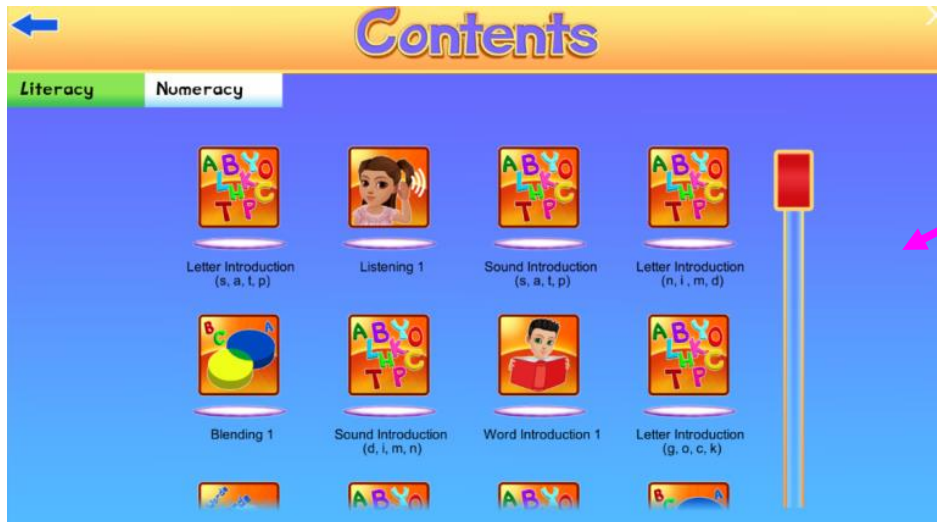 Contents
Literacy
Numeracy
Letter Introduction
(s, a, t, p)
Listening 1
Sound Introduction
(s, a, t, p)
Letter Introduction
(n, i , m, d)
Blending 1
Sound Introduction
(d, i, m, n)
Word Introduction 1
Letter Introduction
(g, o, c, k)